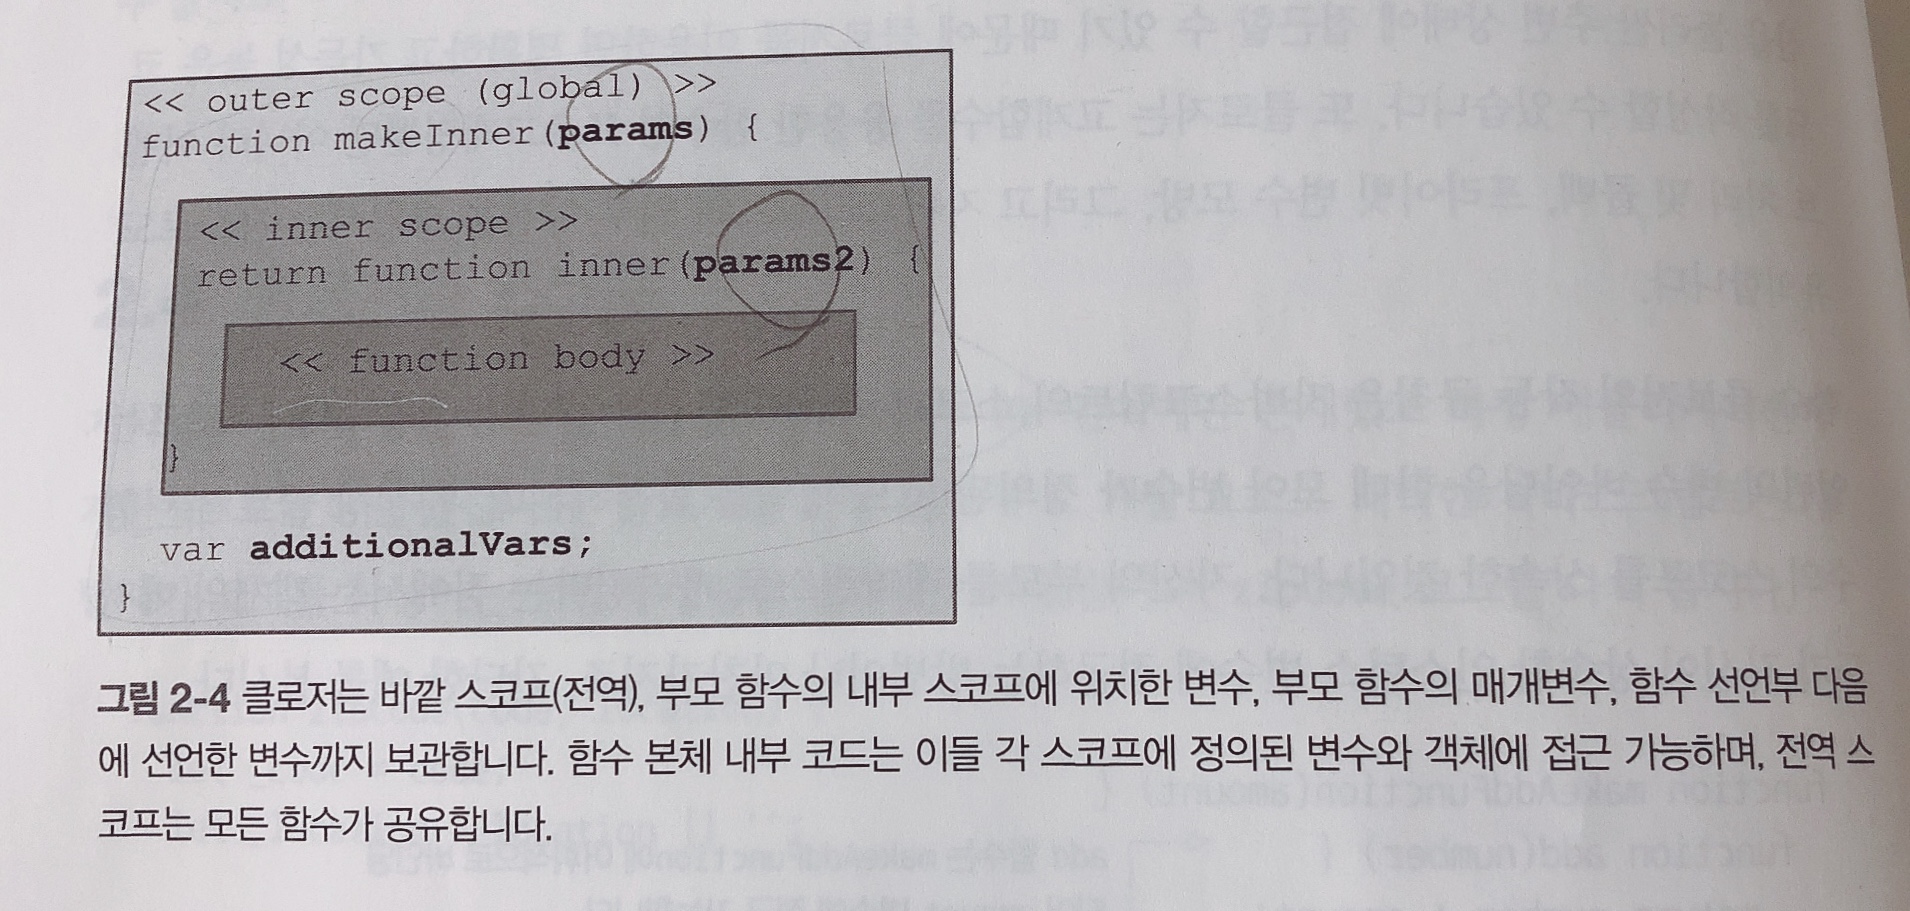 << outer scope (global) >>
function makeInner(params) {
<< inner scope >>
return function inner(params2) {
<< function body >>
}
var additionalVars;
}
그림 2-4 클로저는 바깥 스코프(전역), 부모 함수의 내부 스코프에 위치한 변수, 부모 함수의 매개변수, 함수 선언부 다음
에 선언한 변수까지 보관합니다. 함수 본체 내부 코드는 이들 각 스코프에 정의된 변수와 객체에 접근 가능하며, 전역 스
코프는 모든 함수가 공유합니다.